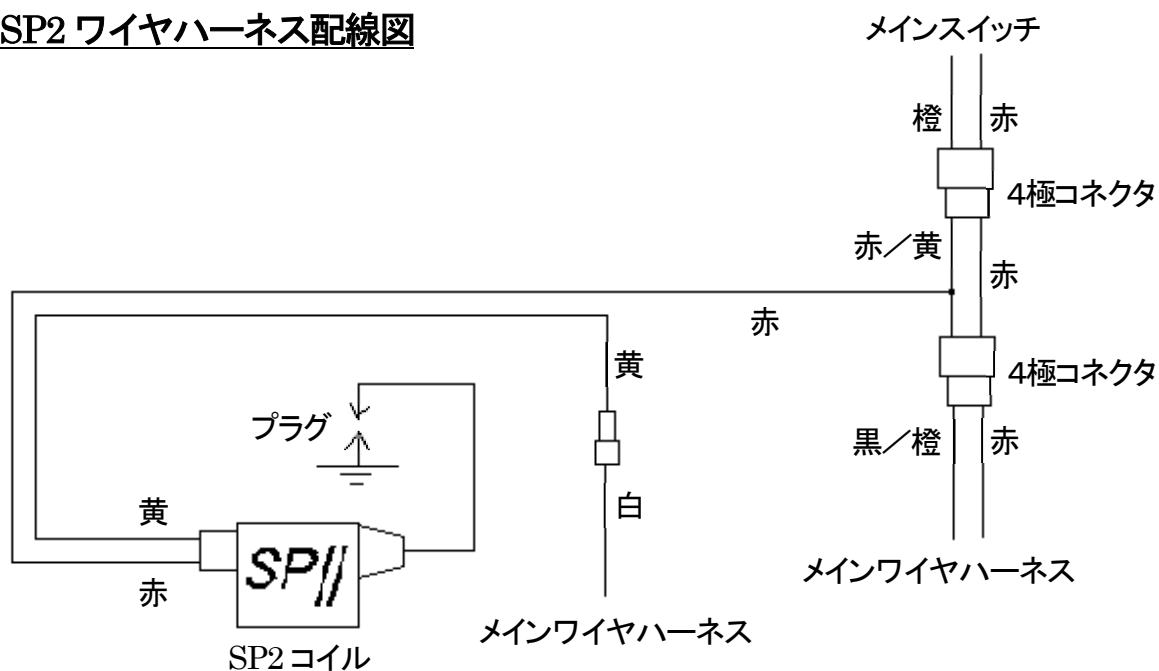 SP2 ワイヤハーネス配線図
メインスイッチ
橙 赤
4極コネクタ
赤／黄
赤
赤
黄
4極コネクタ
プラグ
黒／橙 赤
黄
白
SPII
赤
メインワイヤハーネス
メインワイヤハーネス
SP2 コイル